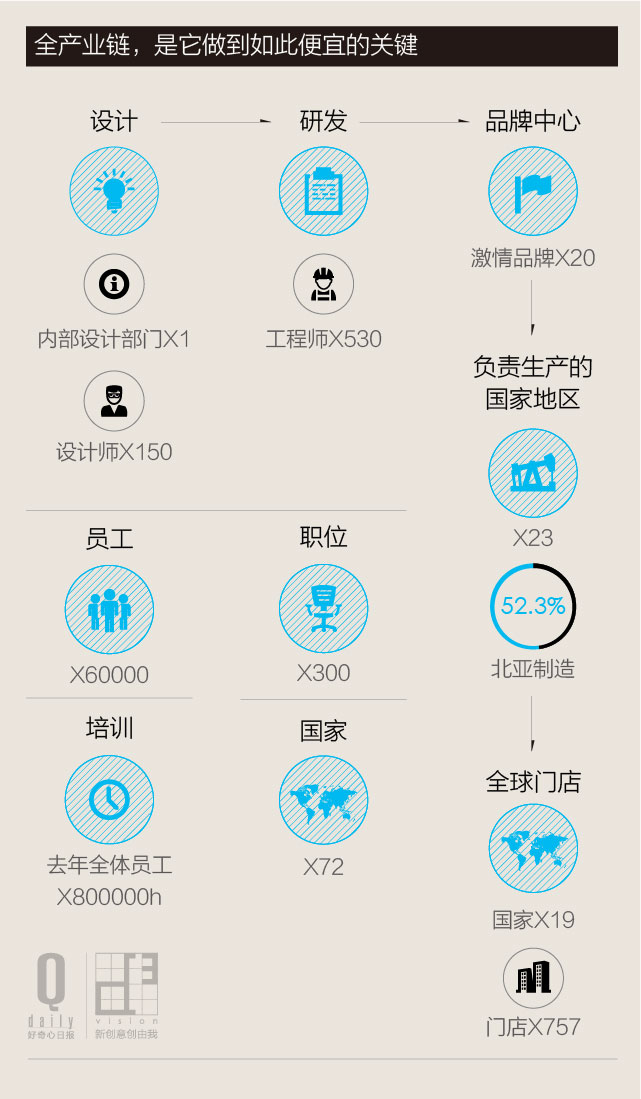 全产业链，是它做到如此便宜的关键
设计
研发
品牌中心
激情品牌X20
内部设计部门X1
工程师X530
设计师X150
负责生产的
国家地区
X23
52.3%
北亚制造
员工
职位
X60000
X300
培训
国家
去年全体员工
X800000h
X72
全球门店
国家X19
门店X757
Q
daily
好奇心日报
vision
新创意创由我